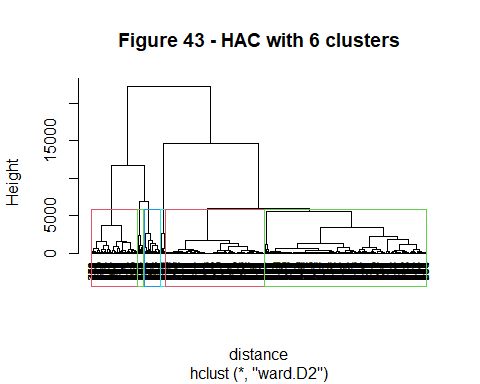 Figure 43 - HAC with 6 clusters
Height
15000
5000
0
distance
hclust (*, "ward.D2")